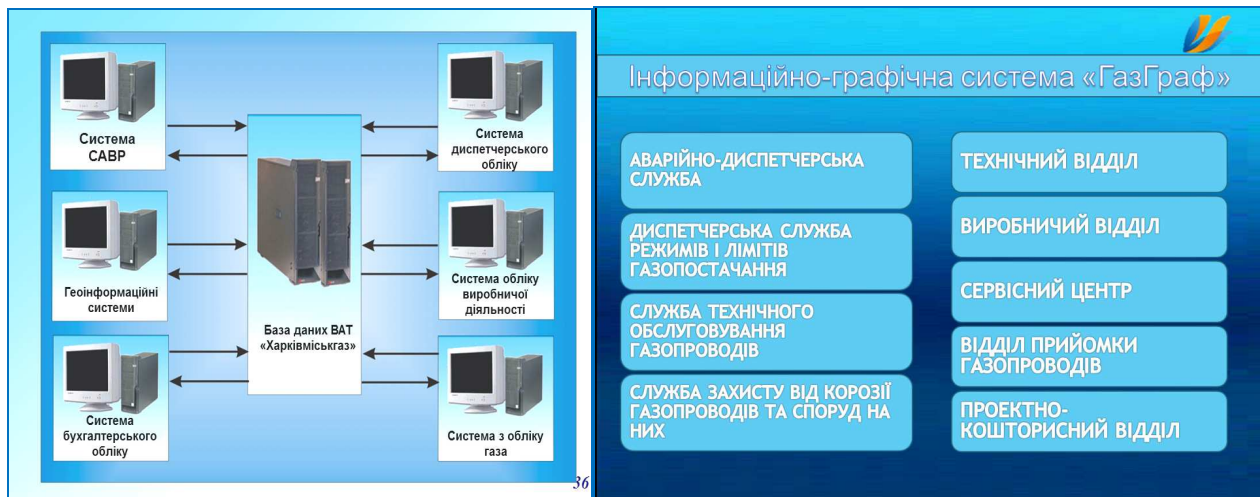 Система
САВР
Система
диспетчерського
обліку
Геоінформаційні
системи
База даних ВАТ
«Харківміськгаз»
Система обліку
виробничої
діяльності
Система
бухгалтерського
обліку
Система з обліку
газа
36
Інформаційно-графічна система «ГазГраф»
АВАРІЙНО-ДИСПЕТЧЕРСЬКА
СЛУЖБА
ДИСПЕТЧЕРСЬКА СЛУЖБА
РЕЖИМІВ І ЛІМІТІВ
ГАЗОПОСТАЧАННЯ
СЛУЖБА ТЕХНІЧНОГО
ОБСЛУГОВУВАННЯ
ГАЗОПРОВОДІВ
СЛУЖБА ЗАХИСТУ ВІД КОРОЗІЇ
ГАЗОПРОВОДІВ ТА СПОРУД НА
НИХ
ТЕХНІЧНИЙ ВІДДІЛ
ВИРОБНИЧИЙ ВІДДІЛ
СЕРВІСНИЙ ЦЕНТР
ВІДДІЛ ПРИЙОМКИ
ГАЗОПРОВОДІВ
ПРОЕКТНО-
КОШТОРИСНИЙ ВІДДІЛ